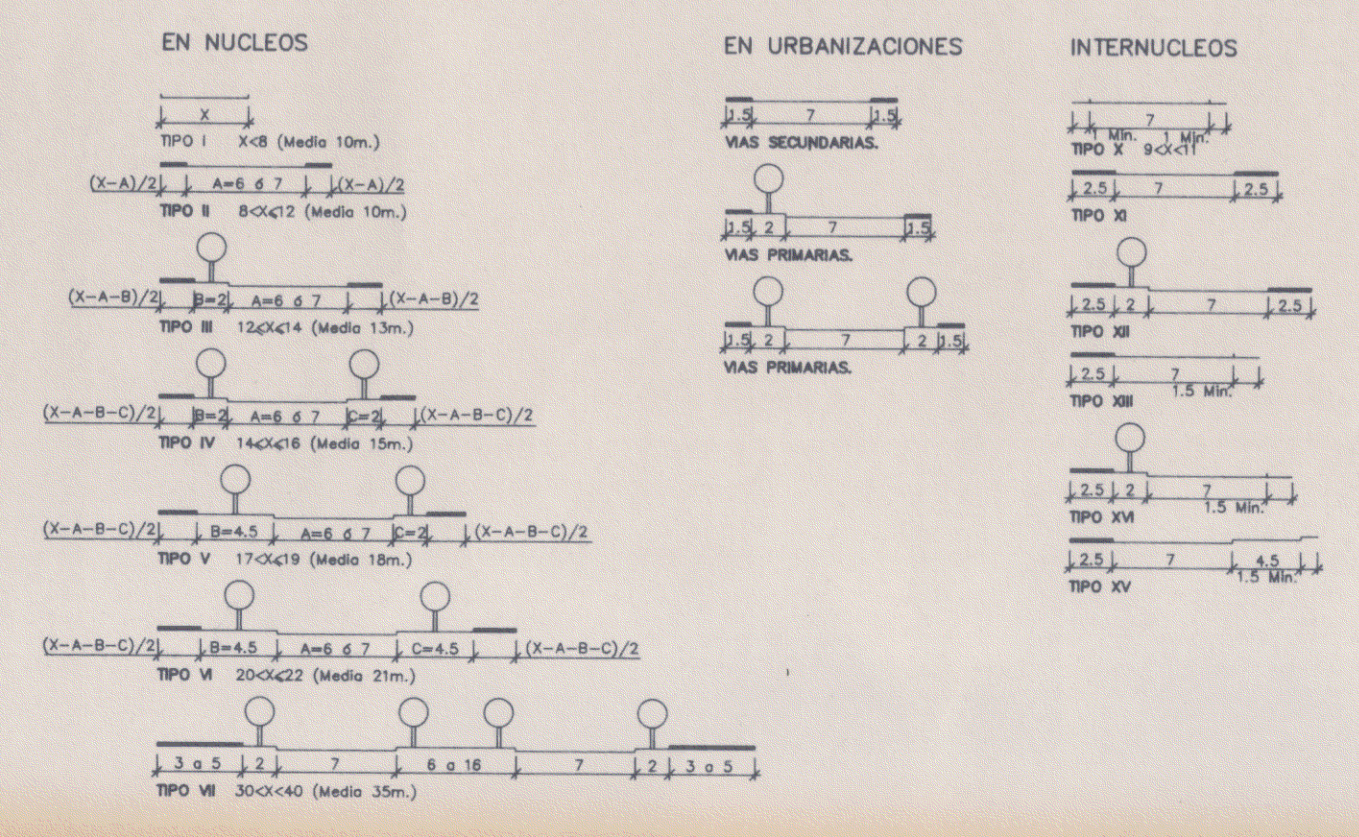 EN NUCLEOS
X
TIPO I X<8 (Media 10m.)
(X-A)/2 A=6 ó 7 (X-A)/2
TIPO II 8<X⩽12 (Media 10m.)
(X-A-B)/2 B=2 A=6 ó 7 (X-A-B)/2
TIPO III 12⩽X⩽14 (Media 13m.)
(X-A-B-C)/2 B=2 A=6 ó 7 C=2 (X-A-B-C)/2
TIPO IV 14⩽X⩽16 (Media 15m.)
(X-A-B-C)/2 B=4.5 A=6 ó 7 C=2 (X-A-B-C)/2
TIPO V 17<X⩽19 (Media 18m.)
(X-A-B-C)/2 B=4.5 A=6 ó 7 C=4.5 (X-A-B-C)/2
TIPO VI 20<X⩽22 (Media 21m.)
3 a 5 2 7 6 a 16 7 2 3 a 5
TIPO VII 30<X<40 (Media 35m.)
EN URBANIZACIONES
1.5 7 1.5
VIAS SECUNDARIAS.
1.5 2 7 1.5
VIAS PRIMARIAS.
1.5 2 7 2 1.5
VIAS PRIMARIAS.
INTERNUCLEOS
7
1 Min. 1 Min.
TIPO X 9<X<11
2.5 7 2.5
TIPO XI
2.5 2 7 2.5
TIPO XII
2.5 7
1.5 Min.
TIPO XIII
2.5 2 7
1.5 Min.
TIPO XVI
2.5 7 4.5
1.5 Min.
TIPO XV